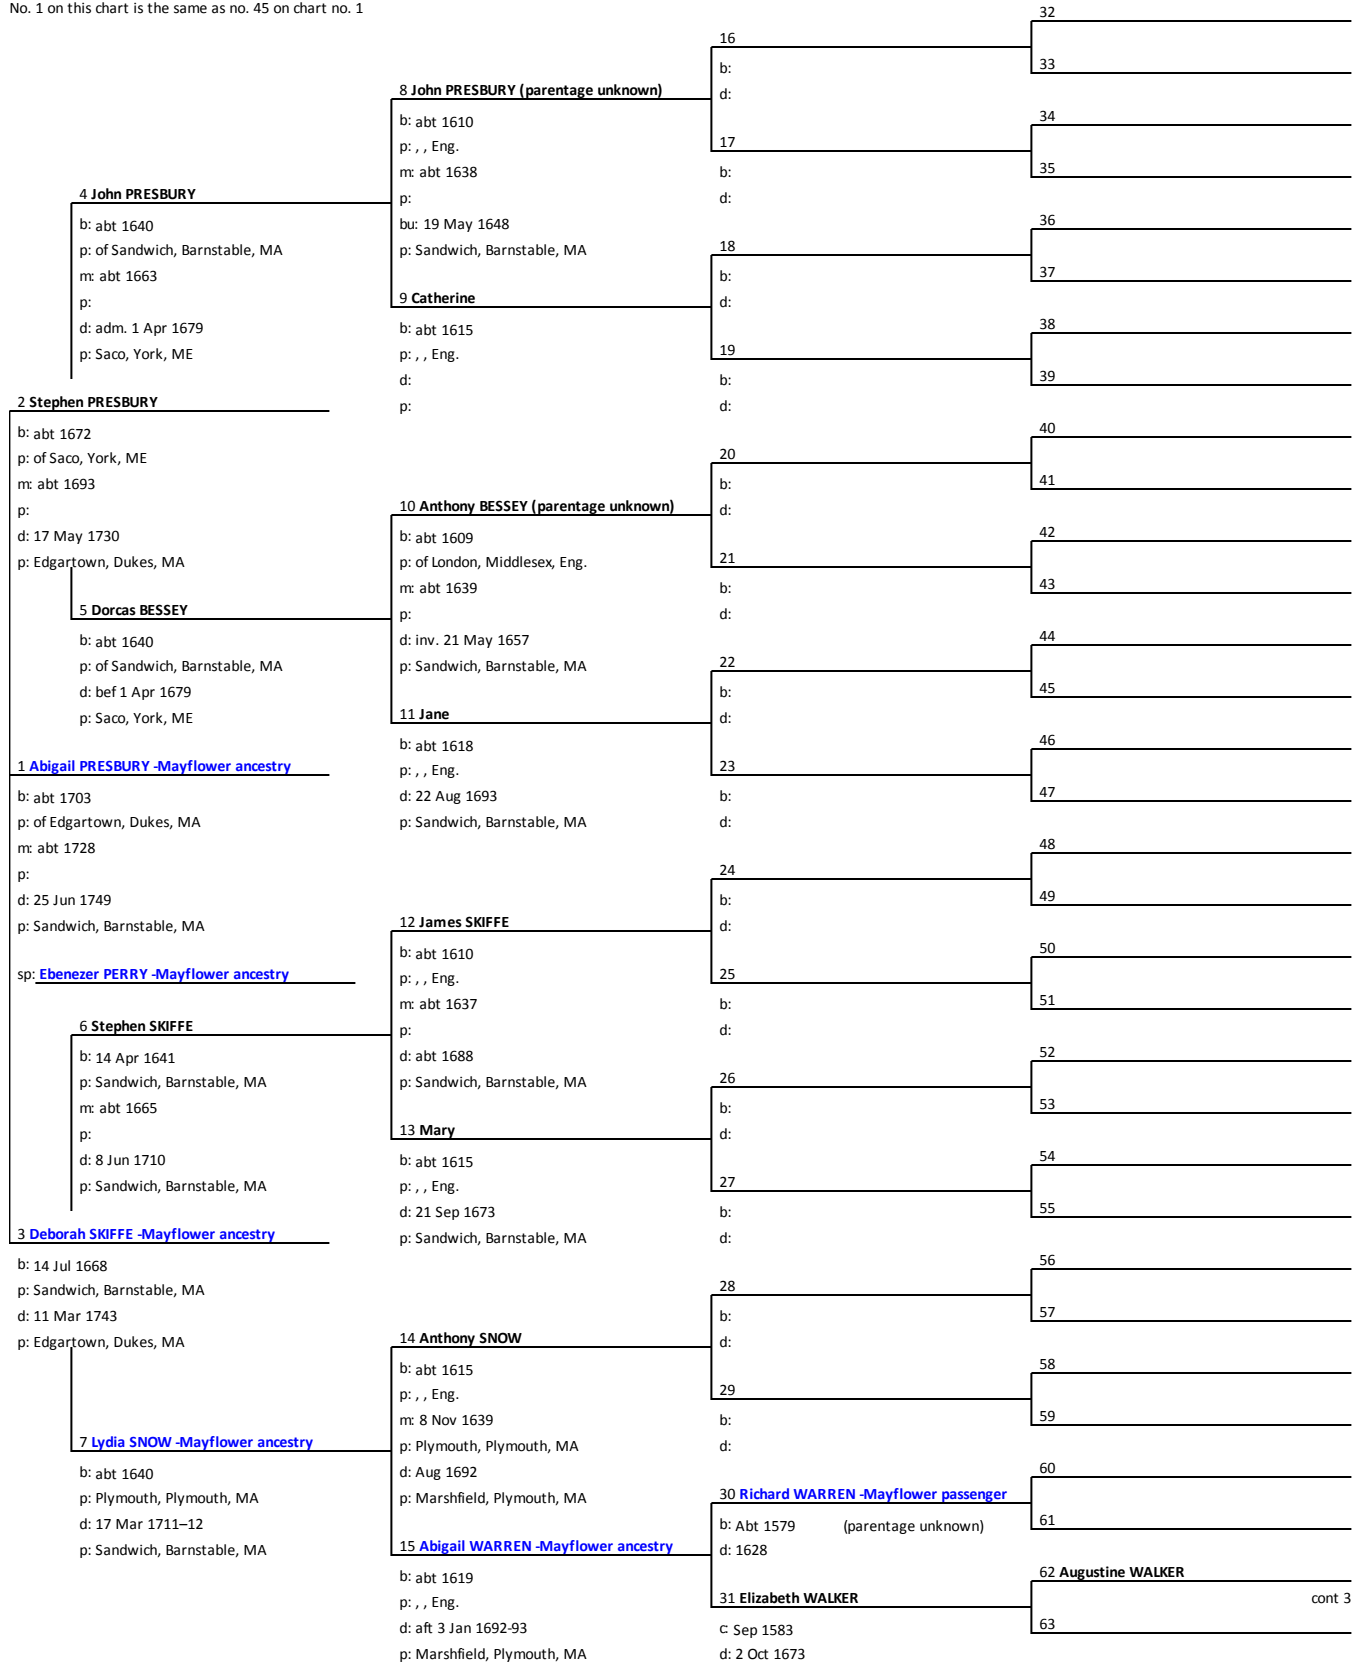 No. 1 on this chart is the same as no. 45 on chart no. 1
2 Stephen PRESBURY
b: abt 1672
p: of Saco, York, ME
m: abt 1693
p:
d: 17 May 1730
p: Edgartown, Dukes, MA
1 Abigail PRESBURY -Mayflower ancestry
b: abt 1703
p: of Edgartown, Dukes, MA
m: abt 1728
p:
d: 25 Jun 1749
p: Sandwich, Barnstable, MA
sp: Ebenezer PERRY -Mayflower ancestry
3 Deborah SKIFFE -Mayflower ancestry
b: 14 Jul 1668
p: Sandwich, Barnstable, MA
d: 11 Mar 1743
p: Edgartown, Dukes, MA
4 John PRESBURY
b: abt 1640
p: of Sandwich, Barnstable, MA
m: abt 1663
p:
d: adm. 1 Apr 1679
p: Saco, York, ME
5 Dorcas BESSEY
b: abt 1640
p: of Sandwich, Barnstable, MA
d: bef 1 Apr 1679
p: Saco, York, ME
6 Stephen SKIFFE
b: 14 Apr 1641
p: Sandwich, Barnstable, MA
m: abt 1665
p:
d: 8 Jun 1710
p: Sandwich, Barnstable, MA
7 Lydia SNOW -Mayflower ancestry
b: abt 1640
p: Plymouth, Plymouth, MA
d: 17 Mar 1711–12
p: Sandwich, Barnstable, MA
8 John PRESBURY (parentage unknown)
b: abt 1610
p: , , Eng.
m: abt 1638
p:
bu: 19 May 1648
p: Sandwich, Barnstable, MA
9 Catherine
b: abt 1615
p: , , Eng.
d:
p:
10 Anthony BESSEY (parentage unknown)
b: abt 1609
p: of London, Middlesex, Eng.
m: abt 1639
p:
d: inv. 21 May 1657
p: Sandwich, Barnstable, MA
11 Jane
b: abt 1618
p: , , Eng.
d: 22 Aug 1693
p: Sandwich, Barnstable, MA
12 James SKIFFE
b: abt 1610
p: , , Eng.
m: abt 1637
p:
d: abt 1688
p: Sandwich, Barnstable, MA
13 Mary
b: abt 1615
p: , , Eng.
d: 21 Sep 1673
p: Sandwich, Barnstable, MA
14 Anthony SNOW
b: abt 1615
p: , , Eng.
m: 8 Nov 1639
p: Plymouth, Plymouth, MA
d: Aug 1692
p: Marshfield, Plymouth, MA
15 Abigail WARREN -Mayflower ancestry
b: abt 1619
p: , , Eng.
d: aft 3 Jan 1692-93
p: Marshfield, Plymouth, MA
16
b:
d:
17
b:
d:
18
b:
d:
19
b:
d:
20
b:
d:
21
b:
d:
22
b:
d:
23
b:
d:
24
b:
d:
25
b:
d:
26
b:
d:
27
b:
d:
28
b:
d:
29
b:
d:
30 Richard WARREN -Mayflower passenger
b: Abt 1579 (parentage unknown)
d: 1628
31 Elizabeth WALKER
c: Sep 1583
d: 2 Oct 1673
32
33
34
35
36
37
38
39
40
41
42
43
44
45
46
47
48
49
50
51
52
53
54
55
56
57
58
59
60
61
62 Augustine WALKER
cont 3
63